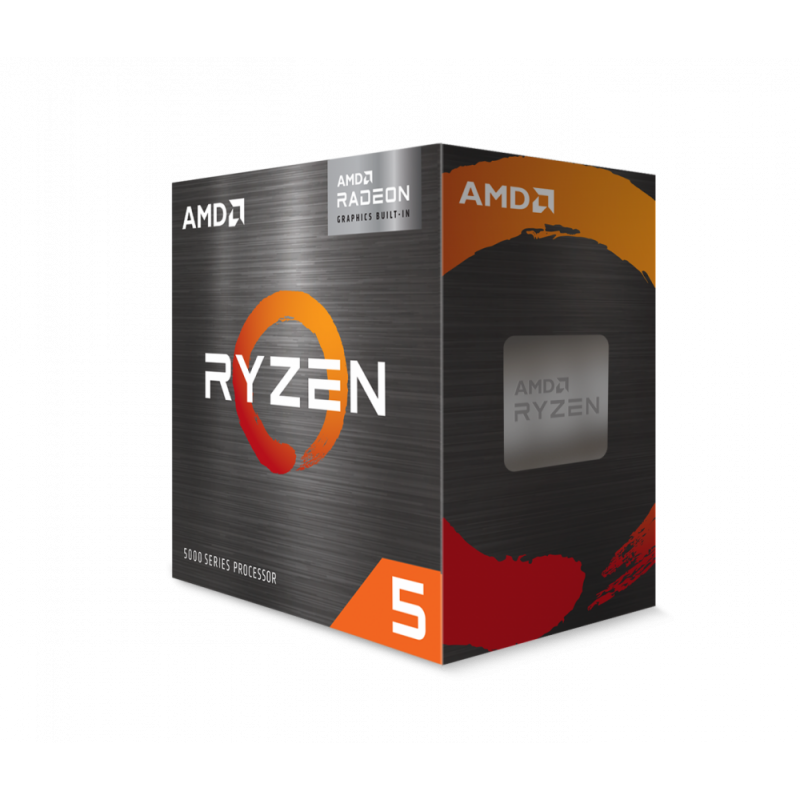 AMD
AMD
RADEON
GRAPHICS BUILT-IN
RYZEN
5000 SERIES PROCESSOR
5
AMD
AMD
RYZEN